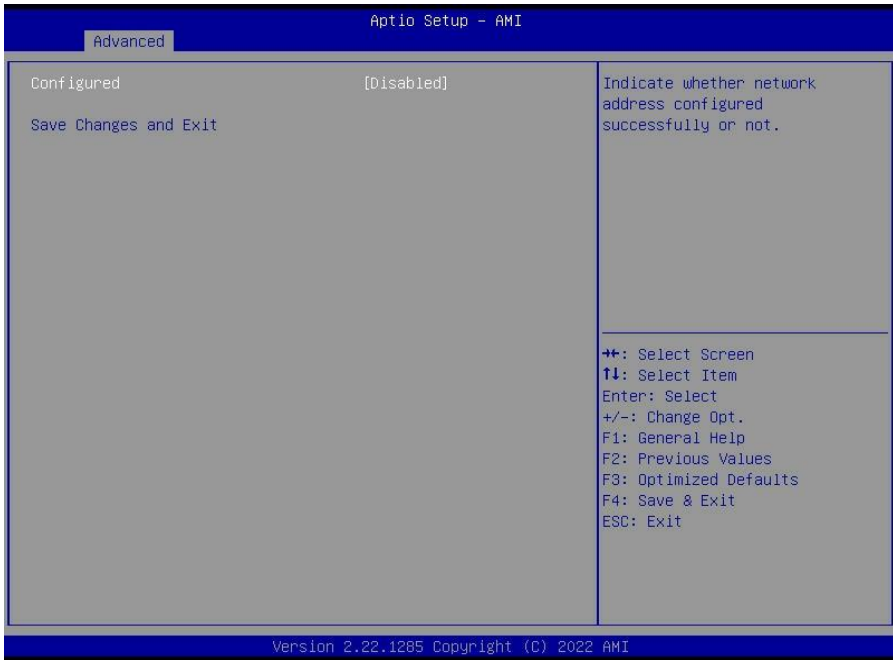 Aptio Setup – AMI
Advanced
Configured [Disabled]
Save Changes and Exit
Indicate whether network
address configured
successfully or not.
→←: Select Screen
↑↓: Select Item
Enter: Select
+/-: Change Opt.
F1: General Help
F2: Previous Values
F3: Optimized Defaults
F4: Save & Exit
ESC: Exit
Version 2.22.1285 Copyright (C) 2022 AMI